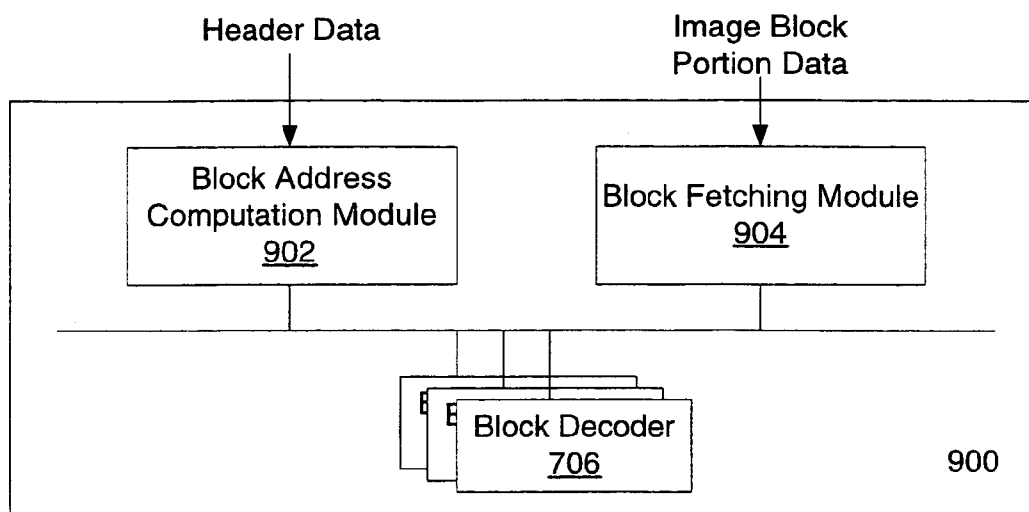 Header Data
Image Block
Portion Data
Block Address
Computation Module
902
Block Fetching Module
904
Block Decoder
706
900